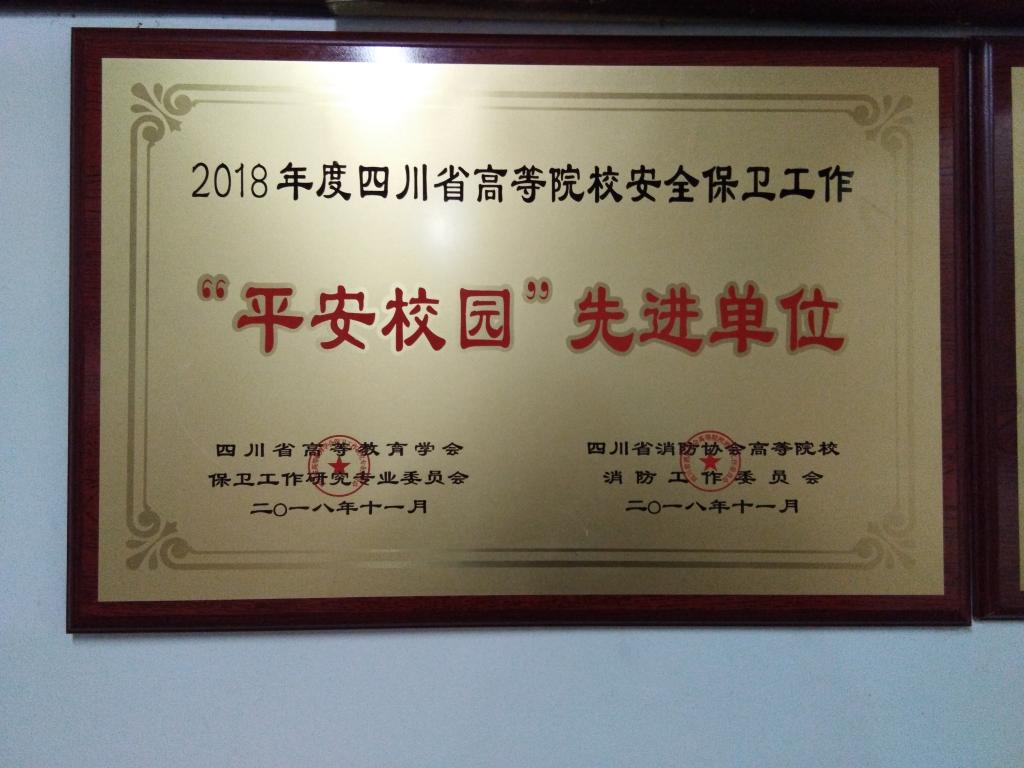 2018年度四川省高等院校安全保卫工作
“平安校园”先进单位
四川省高等教育学会
保卫工作研究专业委员会
二〇一八年十一月
四川省消防协会高等院校
消防工作委员会
二〇一八年十一月